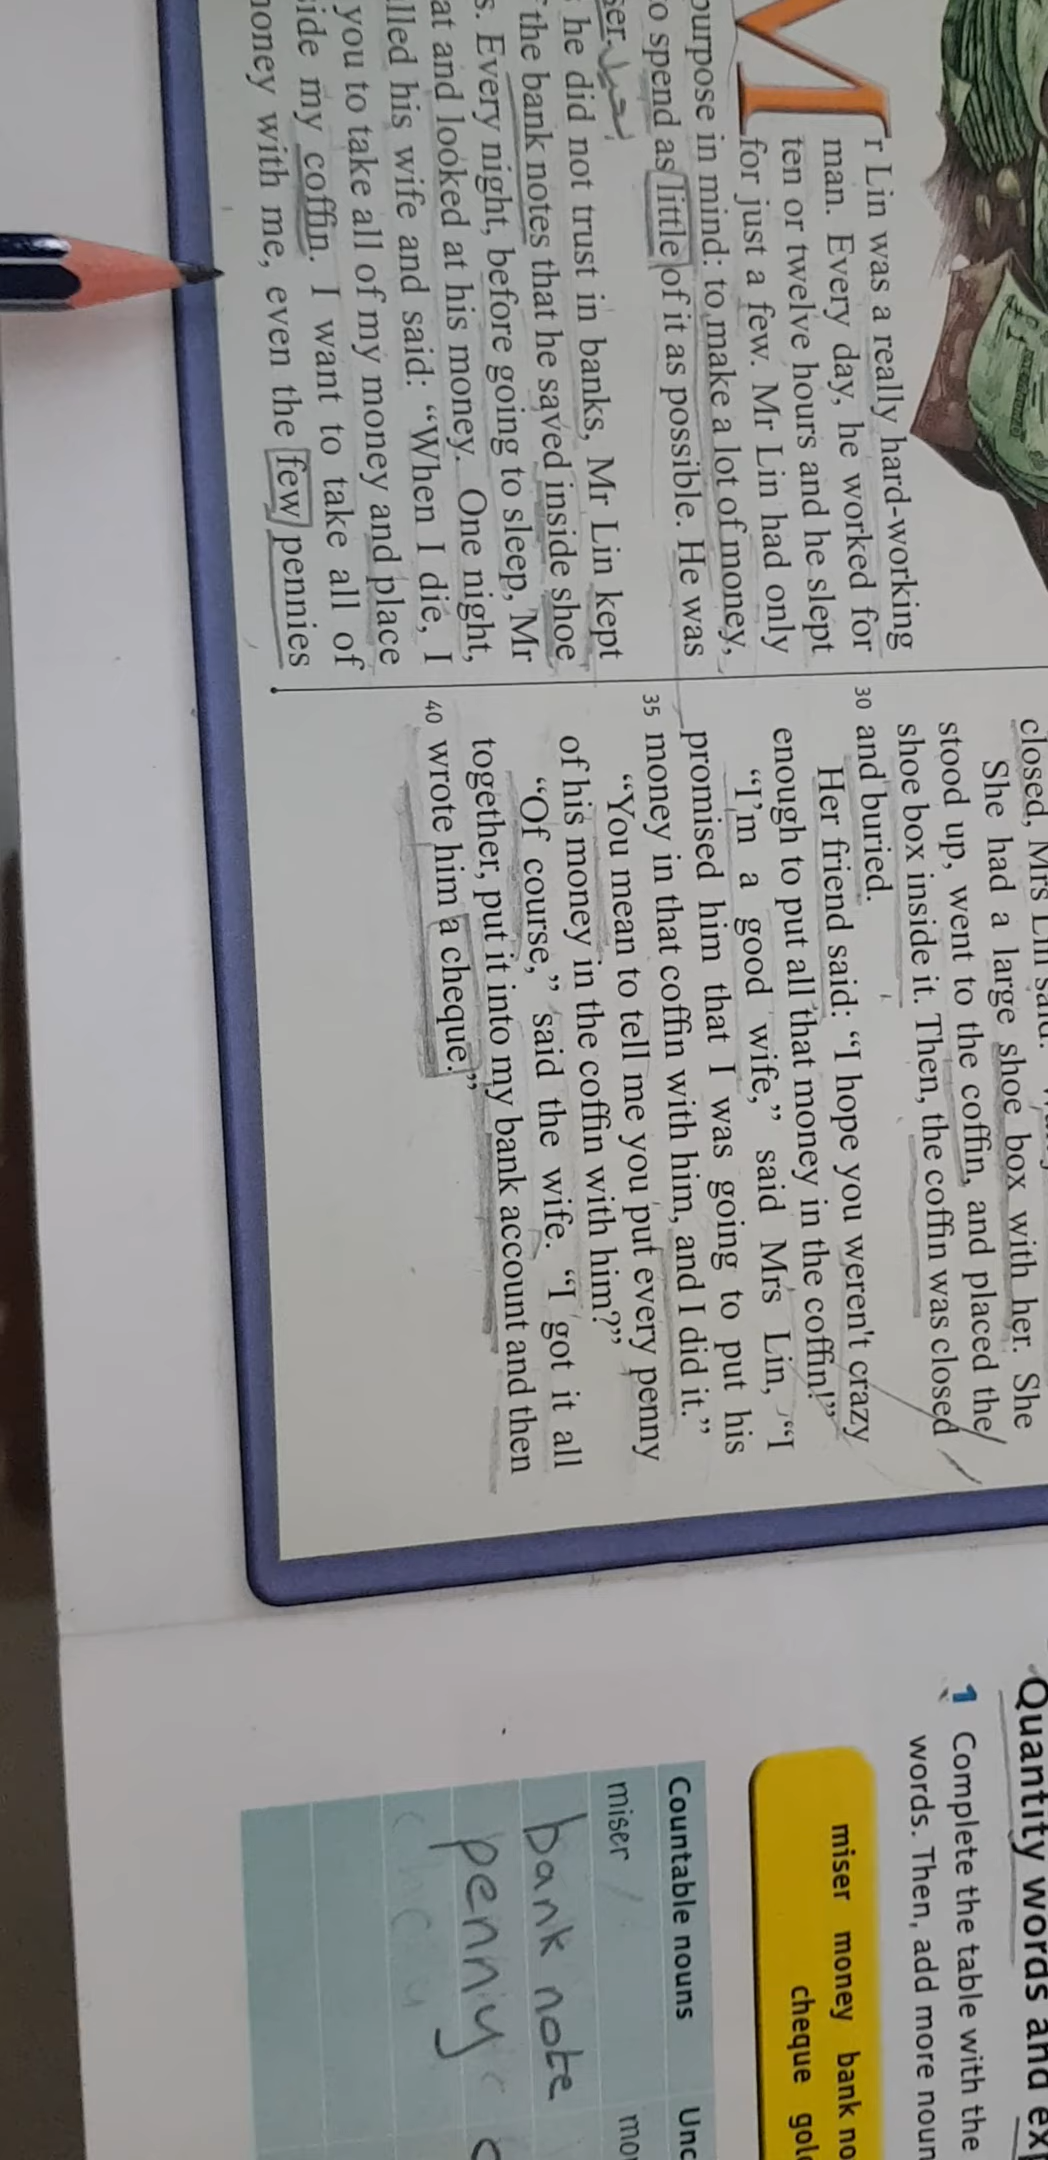 Mr Lin was a really hard-working
man. Every day, he worked for
ten or twelve hours and he slept
for just a few. Mr Lin had only
purpose in mind: to make a lot of money,
to spend as little of it as possible. He was
he did not trust in banks, Mr Lin kept
the bank notes that he saved inside shoe
Every night, before going to sleep, Mr
and looked at his money. One night,
his wife and said: “When I die, I
you to take all of my money and place
my coffin. I want to take all of
money with me, even the few pennies
closed, Mrs Lin said:
She had a large shoe box with her. She
stood up, went to the coffin, and placed the
shoe box inside it. Then, the coffin was closed
30 and buried.
Her friend said: “I hope you weren't crazy
enough to put all that money in the coffin!”
“I’m a good wife,” said Mrs Lin, “I
promised him that I was going to put his
35 money in that coffin with him, and I did it.”
“You mean to tell me you put every penny
of his money in the coffin with him?”
“Of course,” said the wife. “I got it all
together, put it into my bank account and then
40 wrote him a cheque.”
Quantity words and
1 Complete the table with the
words. Then, add more
miser money bank
cheque
Countable nouns
miser
bank note
penny